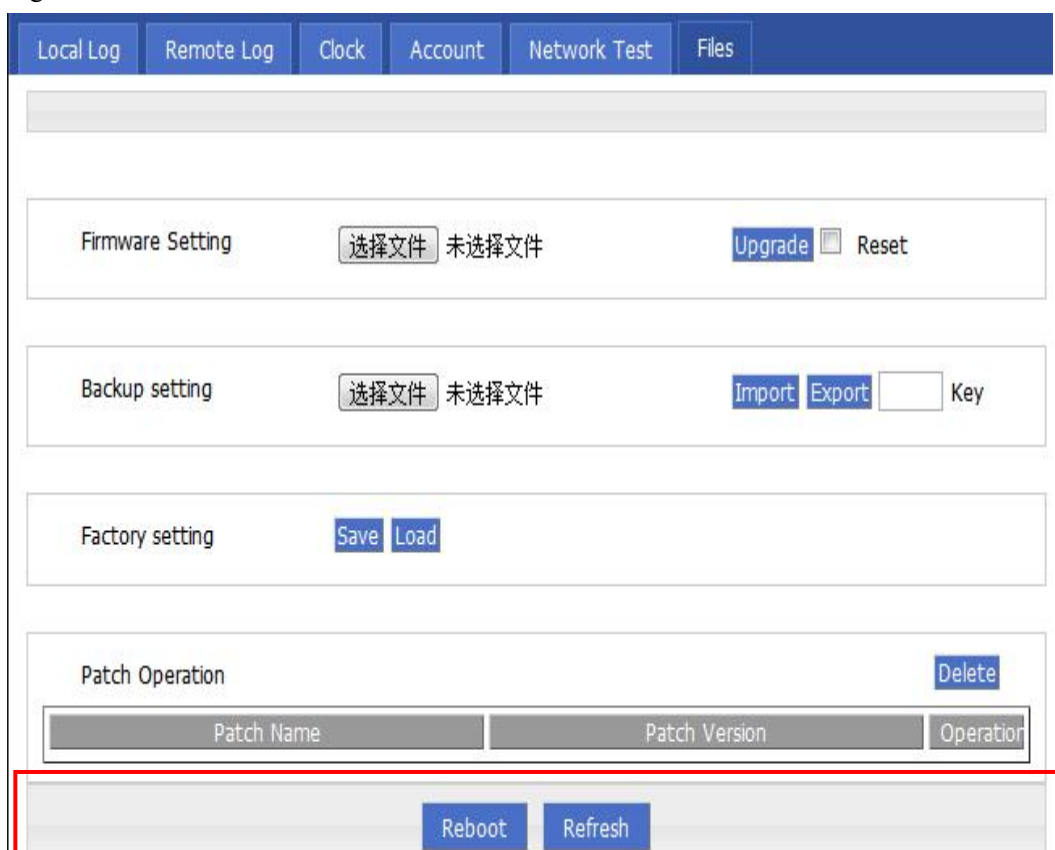 Local Log Remote Log Clock Account Network Test Files
Firmware Setting 选择文件 未选择文件 Upgrade Reset
Backup setting 选择文件 未选择文件 Import Export Key
Factory setting Save Load
Patch Operation Delete
Patch Name Patch Version Operation
Reboot Refresh